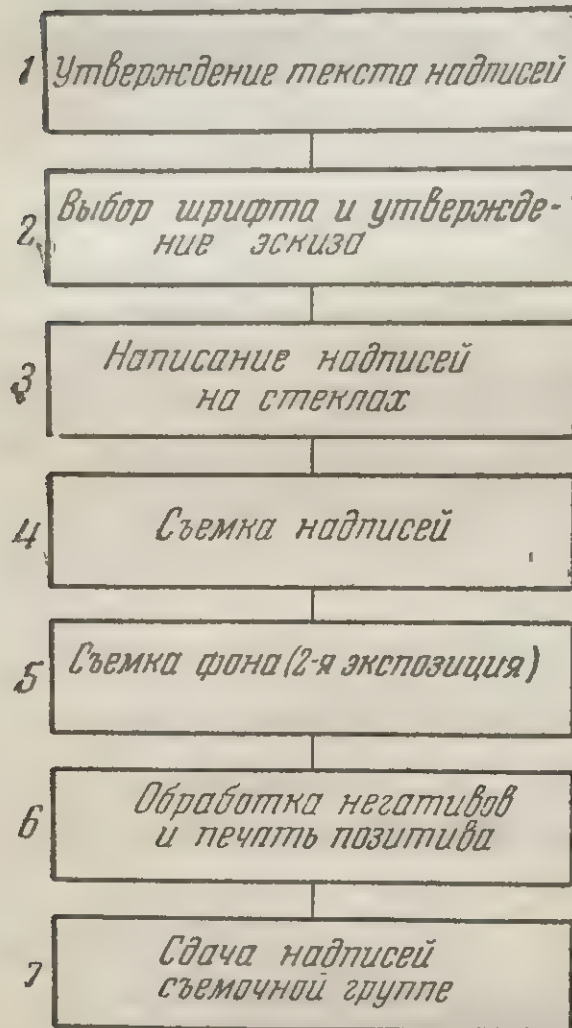 1 Утверждение текста надписей
2 Выбор шрифта и утвержде-
ние эскиза
3 Написание надписей
на стеклах
4 Съемка надписей
5 Съемка фона (2-я экспозиция)
6 Обработка негативов
и печать позитива
7 Сдача надписей
съемочной группе